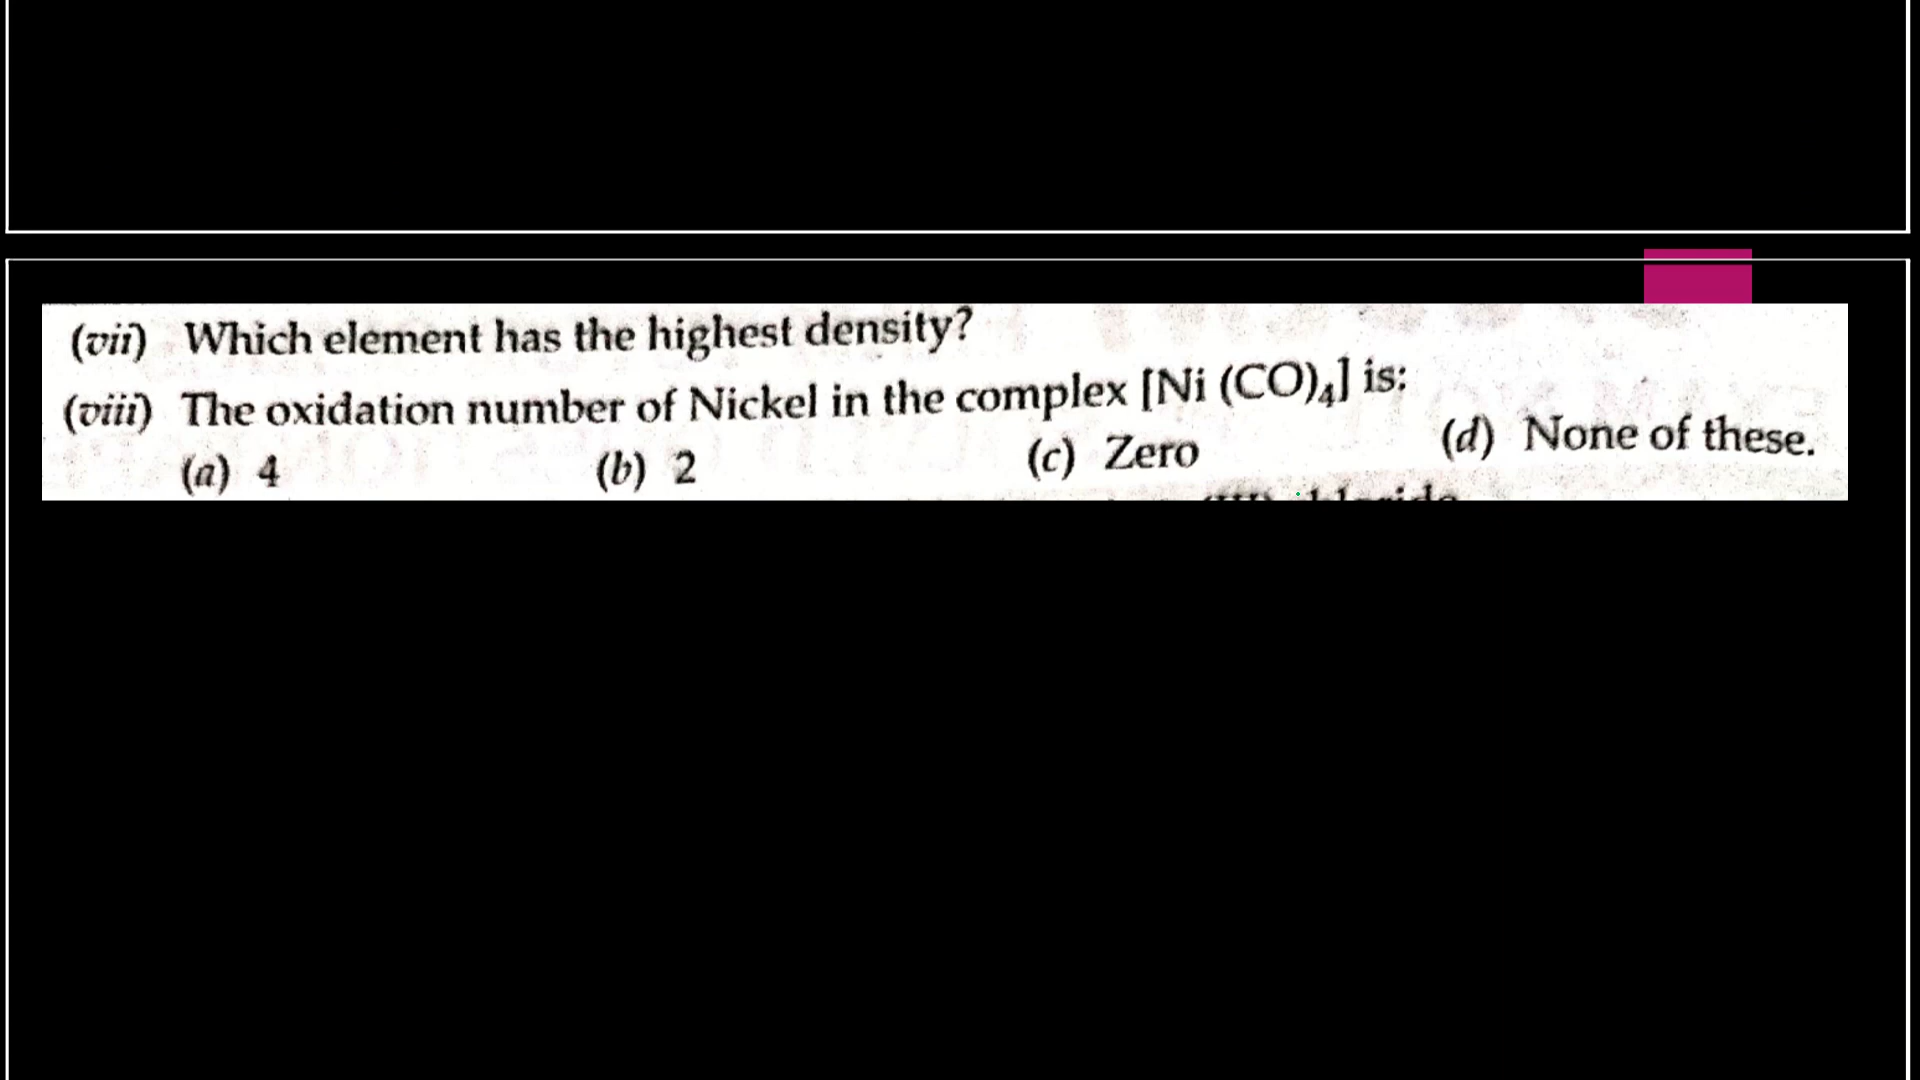 (vii) Which element has the highest density?
(viii) The oxidation number of Nickel in the complex [Ni (CO)₄] is:
(a) 4 (b) 2 (c) Zero (d) None of these.